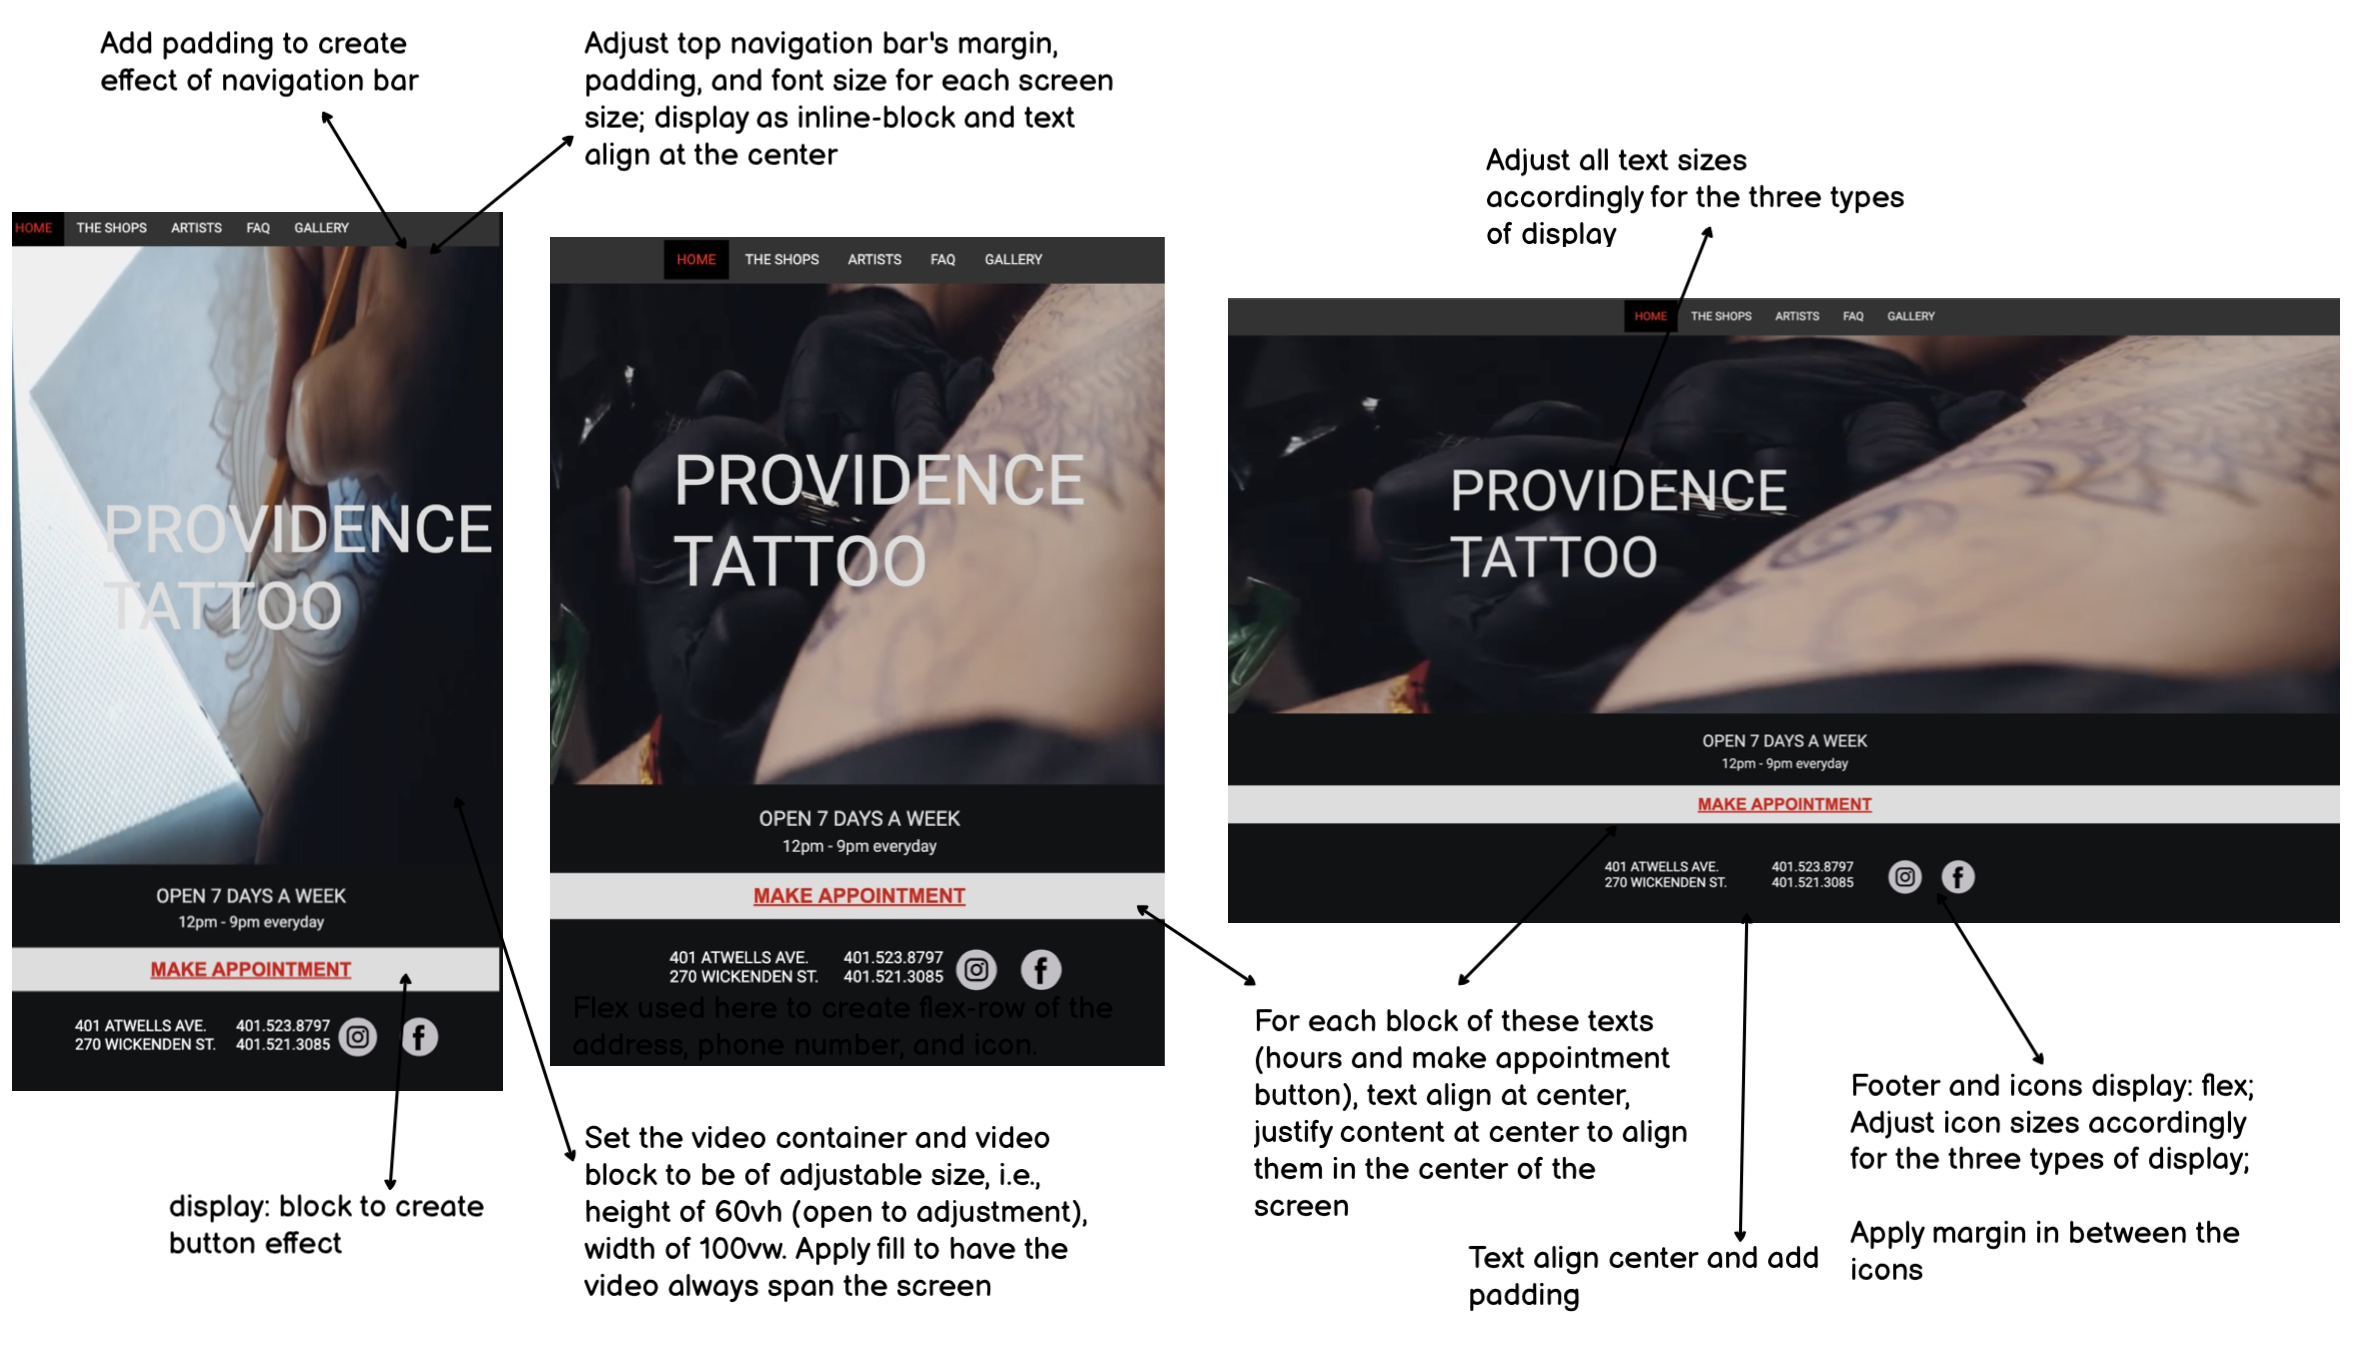 Add padding to create
effect of navigation bar
Adjust top navigation bar's margin,
padding, and font size for each screen
size; display as inline-block and text
align at the center
Adjust all text sizes
accordingly for the three types
of display
HOME THE SHOPS ARTISTS FAQ GALLERY
PROVIDENCE
TATTOO
OPEN 7 DAYS A WEEK
12pm - 9pm everyday
MAKE APPOINTMENT
401 ATWELLS AVE. 401.523.8797
270 WICKENDEN ST. 401.521.3085
HOME THE SHOPS ARTISTS FAQ GALLERY
PROVIDENCE
TATTOO
OPEN 7 DAYS A WEEK
12pm - 9pm everyday
MAKE APPOINTMENT
401 ATWELLS AVE. 401.523.8797
270 WICKENDEN ST. 401.521.3085
Flex used here to create flex-row of the
address, phone number, and icon.
HOME THE SHOPS ARTISTS FAQ GALLERY
PROVIDENCE
TATTOO
OPEN 7 DAYS A WEEK
12pm - 9pm everyday
MAKE APPOINTMENT
401 ATWELLS AVE. 401.523.8797
270 WICKENDEN ST. 401.521.3085
display: block to create
button effect
Set the video container and video
block to be of adjustable size, i.e.,
height of 60vh (open to adjustment),
width of 100vw. Apply fill to have the
video always span the screen
For each block of these texts
(hours and make appointment
button), text align at center,
justify content at center to align
them in the center of the
screen
Text align center and add
padding
Footer and icons display: flex;
Adjust icon sizes accordingly
for the three types of display;
Apply margin in between the
icons